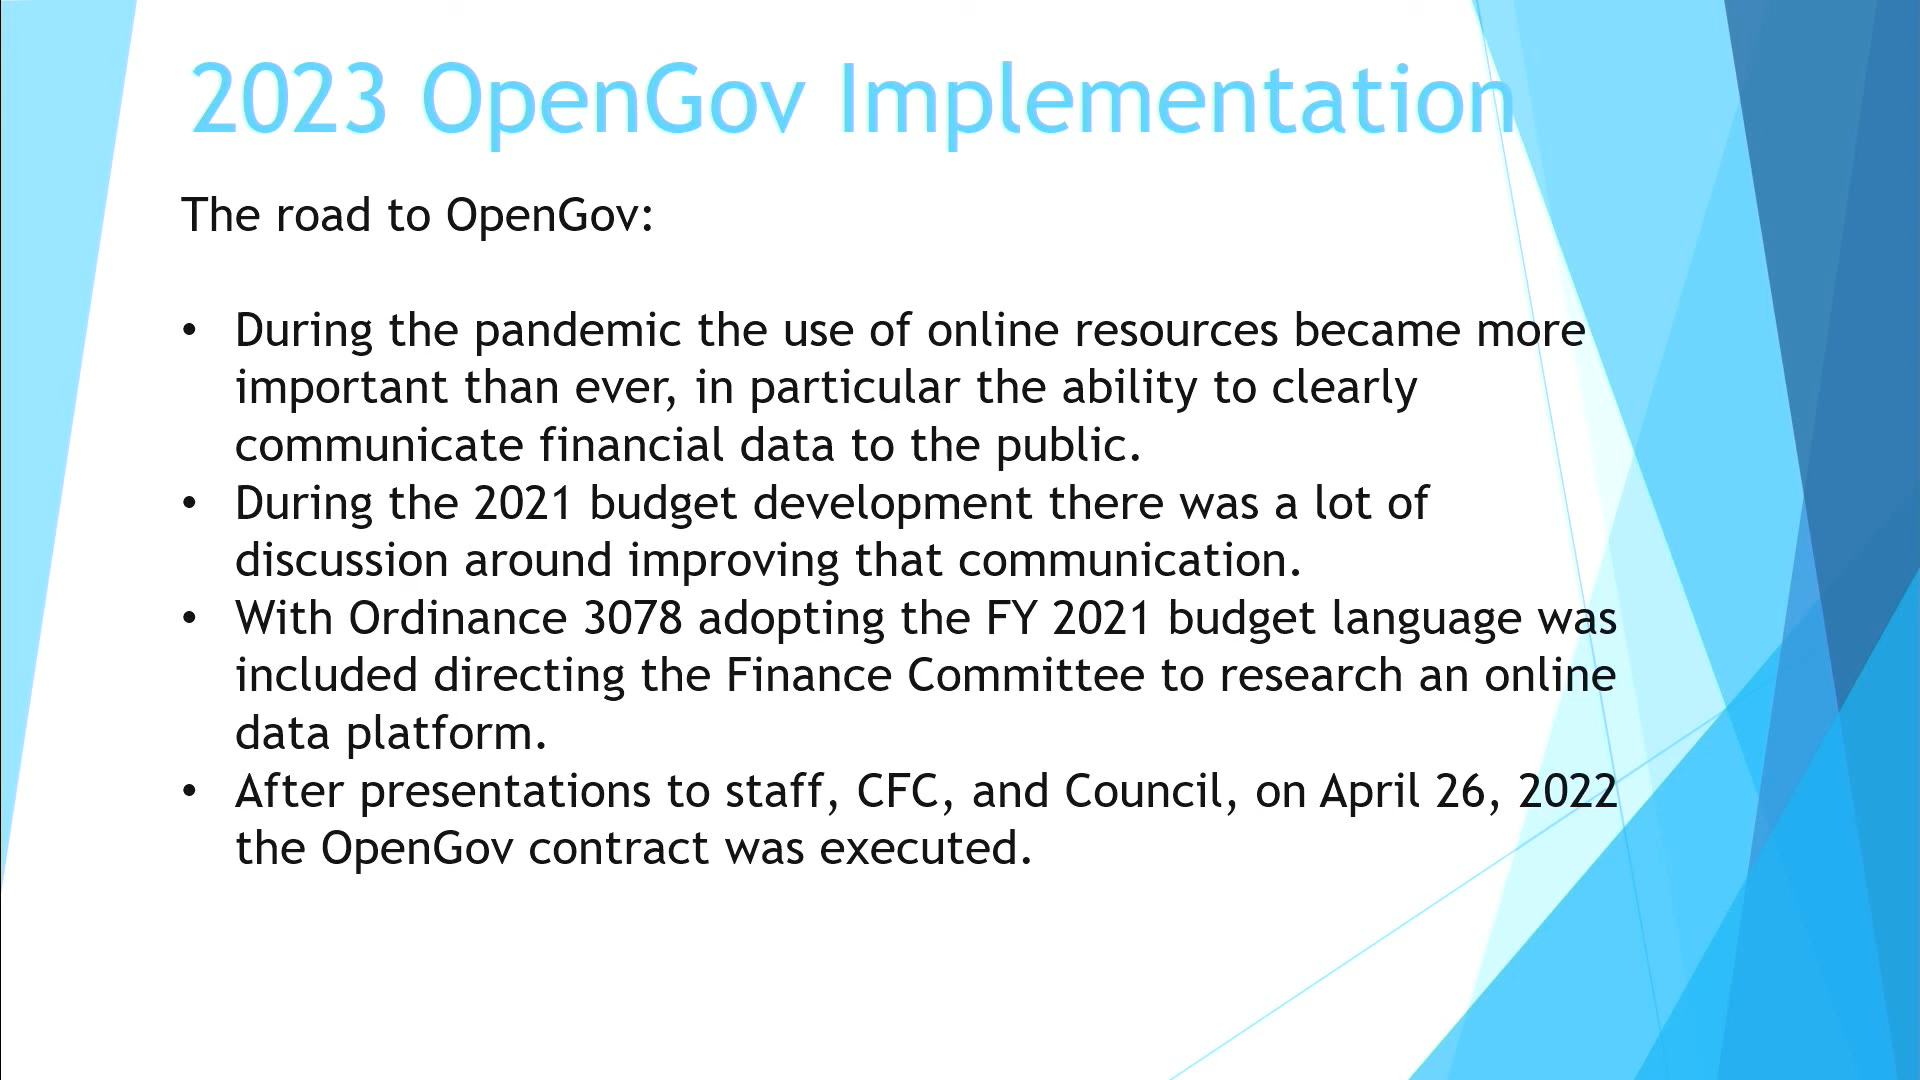 2023 OpenGov Implementation
The road to OpenGov:
• During the pandemic the use of online resources became more
important than ever, in particular the ability to clearly
communicate financial data to the public.
• During the 2021 budget development there was a lot of
discussion around improving that communication.
• With Ordinance 3078 adopting the FY 2021 budget language was
included directing the Finance Committee to research an online
data platform.
• After presentations to staff, CFC, and Council, on April 26, 2022
the OpenGov contract was executed.